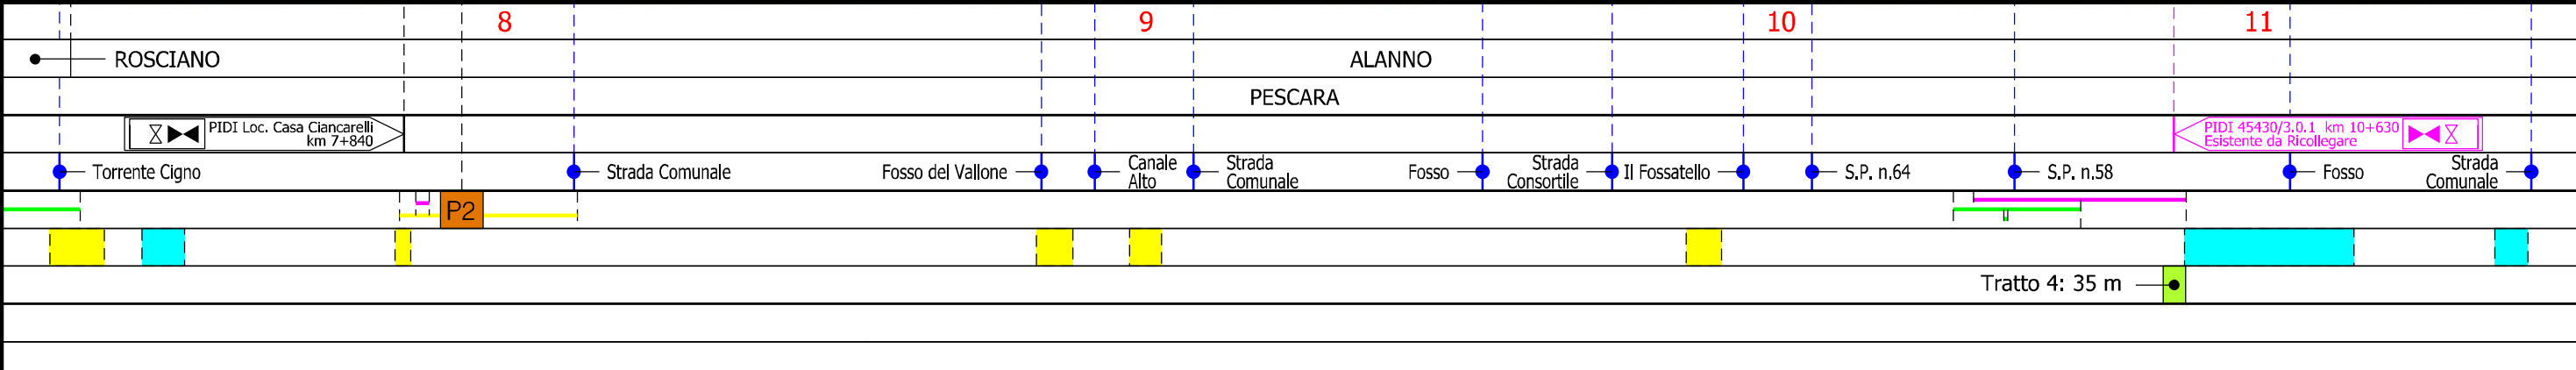 8 9 10 11
ROSCIANO ALANNO
PESCARA
PIDI Loc. Casa Ciancarelli
km 7+840
PIDI 45430/3.0.1 km 10+630
Esistente da Ricollegare
Torrente Cigno
Strada Comunale
Fosso del Vallone
Canale
Alto
Strada
Comunale
Fosso
Strada
Consortile
Il Fossatello
S.P. n.64
S.P. n.58
Fosso
Strada
Comunale
P2
Tratto 4: 35 m